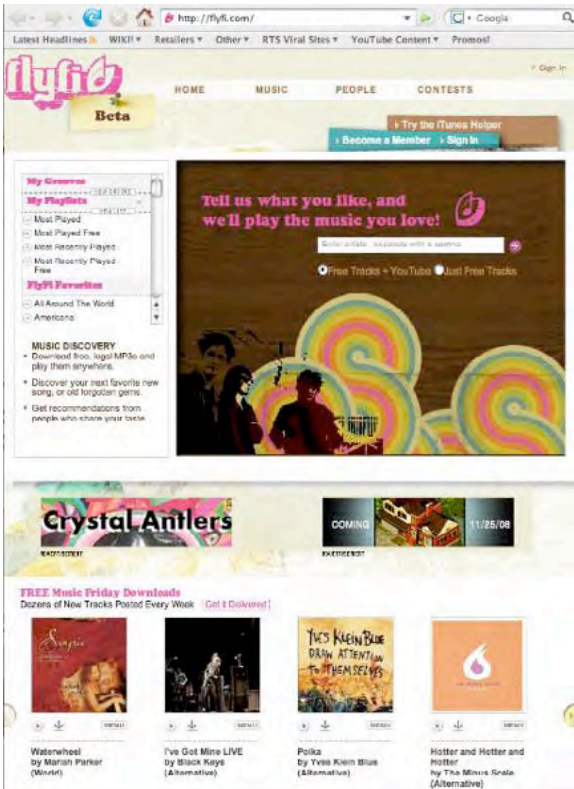 http://flyfi.com/
Google
Latest Headlines WIKI! Retailers Other RTS Viral Sites YouTube Content Promos!
flyfi
Beta
Sign In
HOME MUSIC PEOPLE CONTESTS
Try the iTunes Helper
Become a Member Sign In
My Grooves
My Playlists
Most Played
Most Played Free
Most Recently Played
Most Recently Played
Free
FlyFi Favorites
All Around The World
Americana
MUSIC DISCOVERY
Download free, legal MP3s and
play them anywhere.
Discover your next favorite new
song, or old forgotten gems
Get recommendations from
people who share your taste
Tell us what you like, and
we'll play the music you love!
Enter artists separate with a comma
Free Tracks + YouTube Just Free Tracks
Crystal Antlers
ADVERTISEMENT
COMING 11/25/08
ADVERTISEMENT
FREE Music Friday Downloads
Dozens of New Tracks Posted Every Week Get it Delivered
YVES KLEIN BLUE
DRAW ATTENTION
TO THEMSELVES
Waterwheel
by Mariah Parker
(World)
I've Got Mine LIVE
by Black Keys
(Alternative)
Polka
by Yves Klein Blue
(Alternative)
Hotter and Hotter and
Hotter
by The Minus Scale
(Alternative)